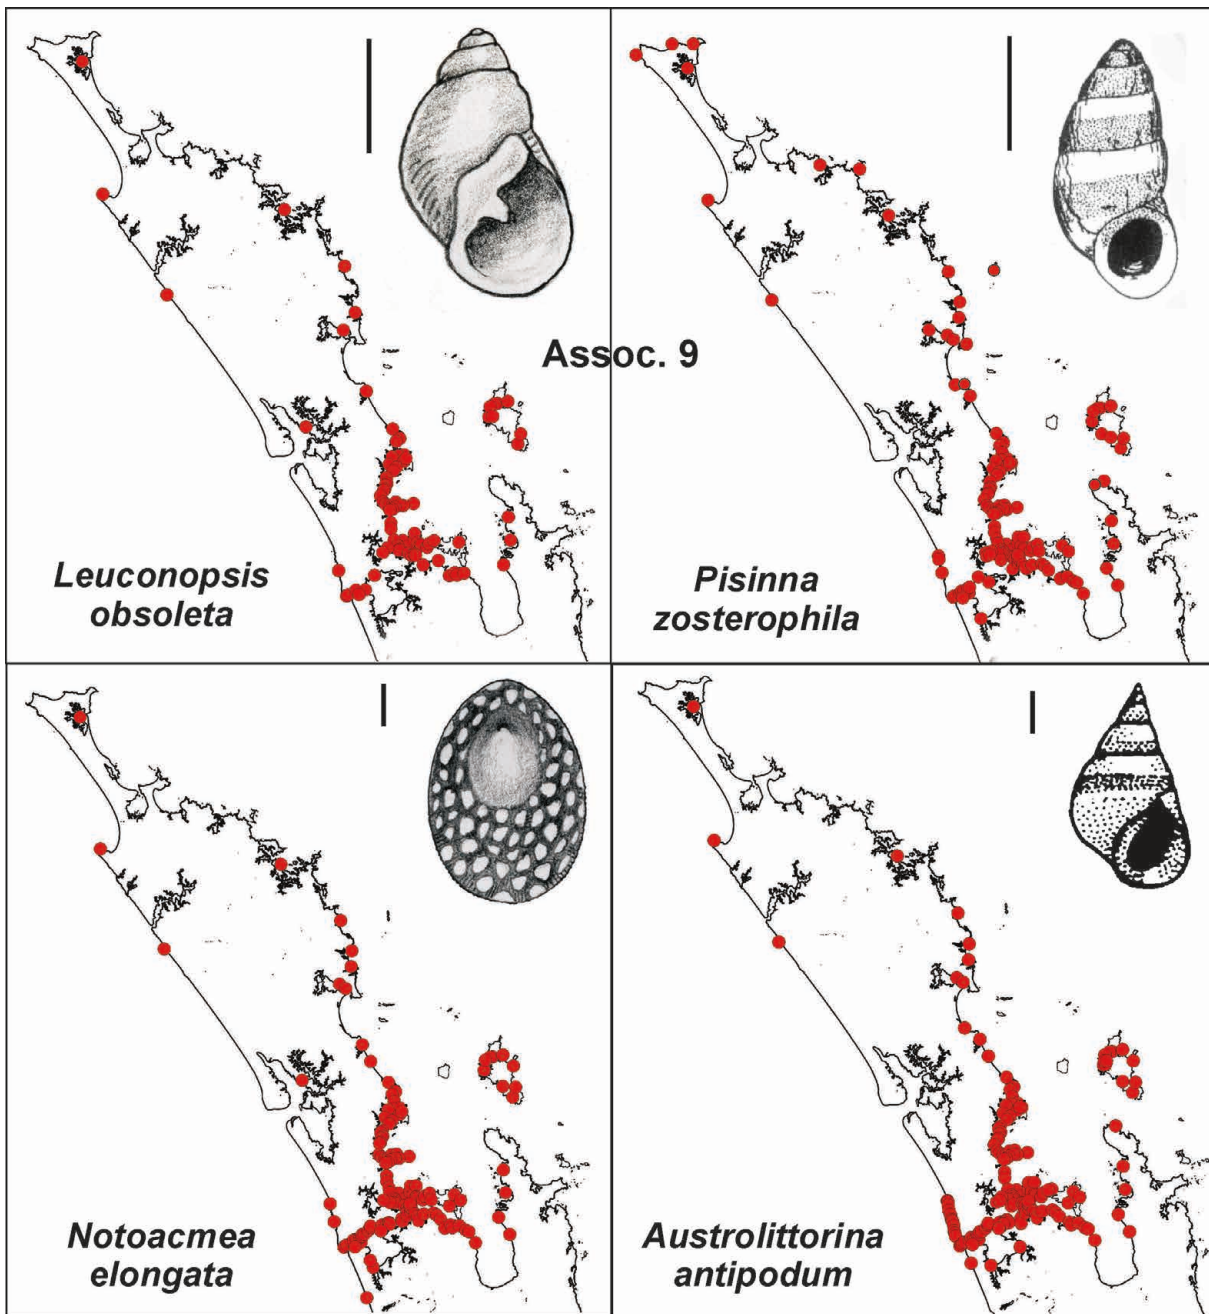 Assoc. 9
Leuconopsis
obsoleta
Pisinna
zosterophila
Notoacmea
elongata
Austrolittorina
antipodum